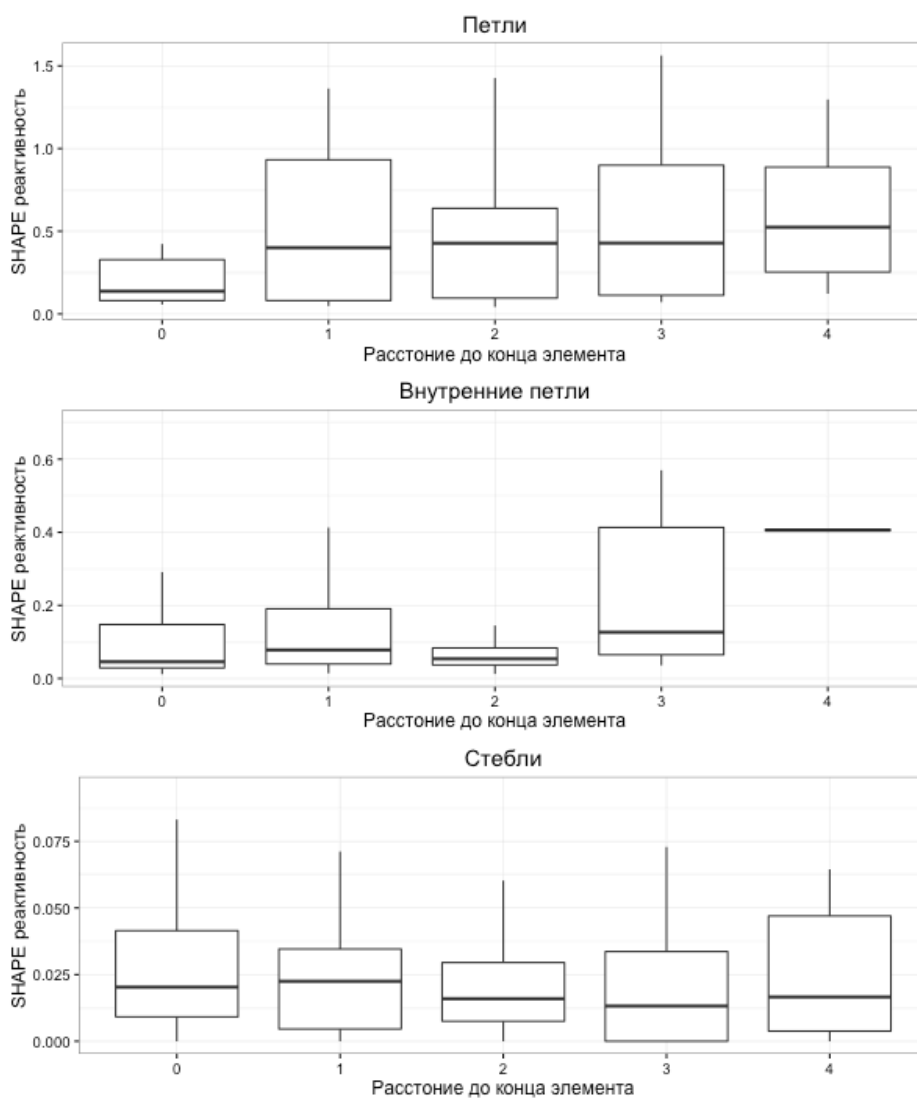 Петли
SHAPE реактивность
1.5
1.0
0.5
0.0
0 1 2 3 4
Расстоние до конца элемента
Внутренние петли
SHAPE реактивность
0.6
0.4
0.2
0.0
0 1 2 3 4
Расстоние до конца элемента
Стебли
SHAPE реактивность
0.075
0.050
0.025
0.000
0 1 2 3 4
Расстоние до конца элемента